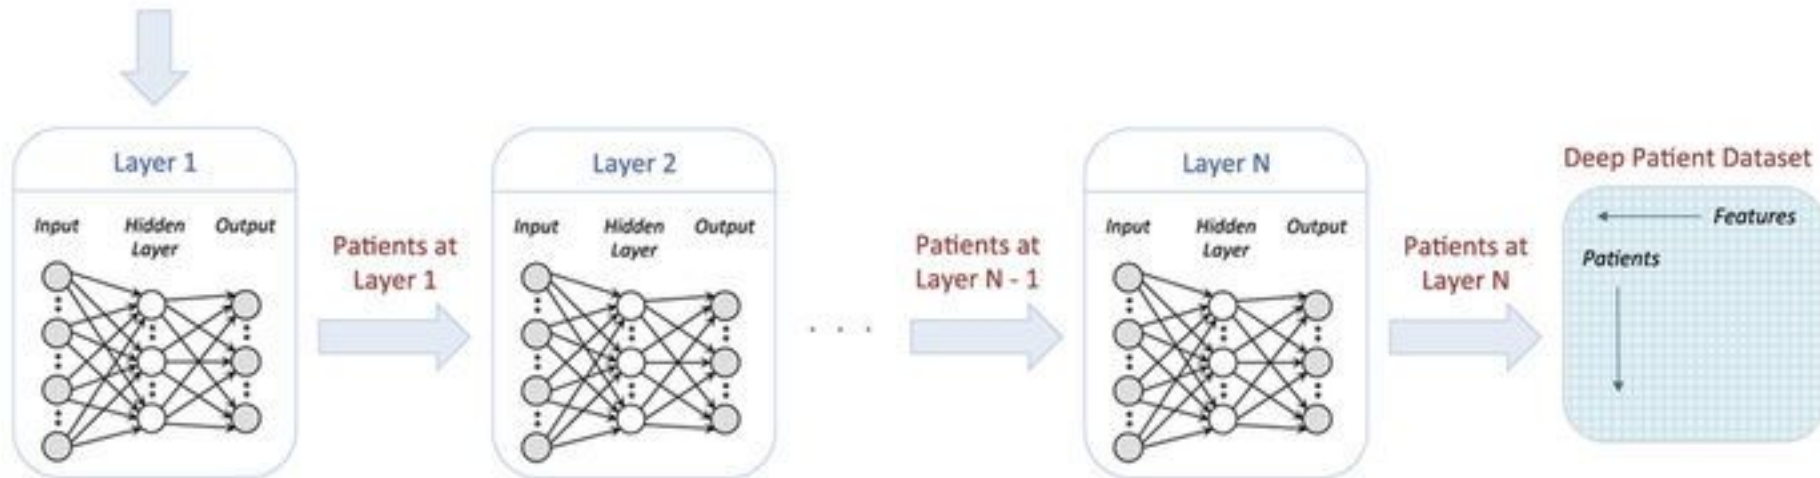 Layer 1
Input
Hidden
Layer
Output
Patients at
Layer 1
Layer 2
Input
Hidden
Layer
Output
. . .
Patients at
Layer N - 1
Layer N
Input
Hidden
Layer
Output
Patients at
Layer N
Deep Patient Dataset
Features
Patients